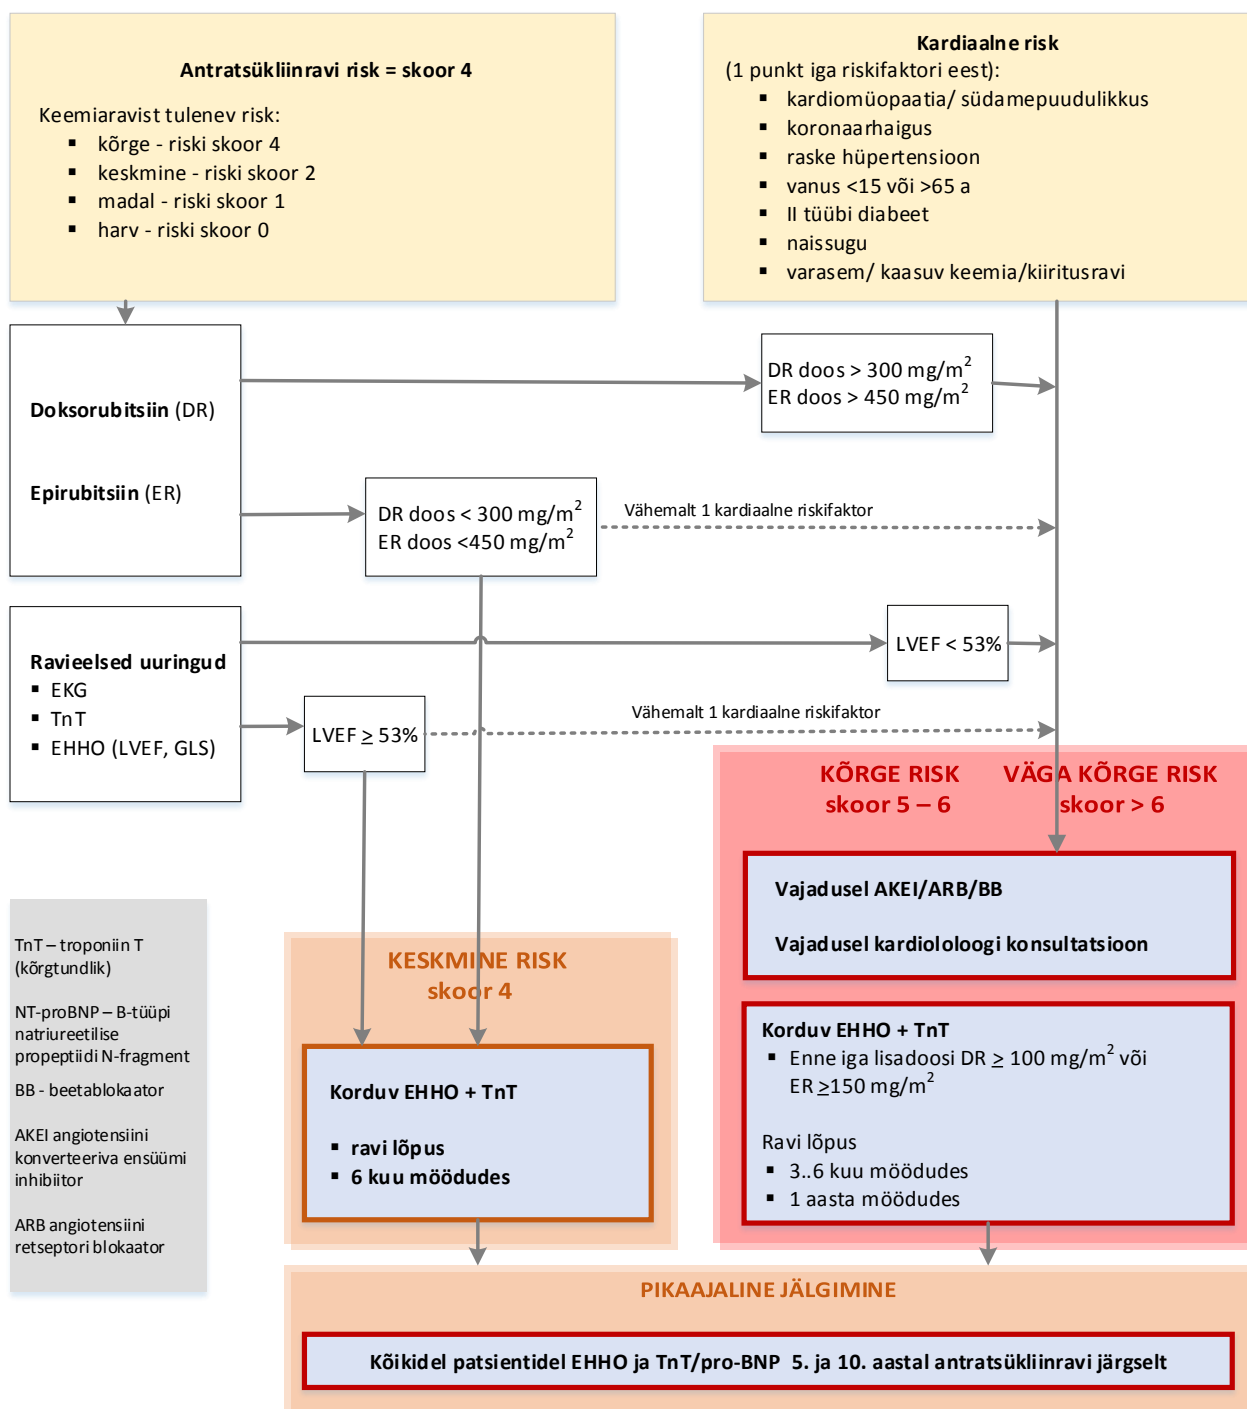 Antratsükliinravi risk = skoor 4
Keemiaravist tulenev risk:
▪ kõrge - riski skoor 4
▪ keskmine - riski skoor 2
▪ madal - riski skoor 1
▪ harv - riski skoor 0
Kardiaalne risk
(1 punkt iga riskifaktori eest):
▪ kardiomüopaatia/ südamepuudulikkus
▪ koronaarhaigus
▪ raske hüpertensioon
▪ vanus <15 või >65 a
▪ II tüübi diabeet
▪ naissugu
▪ varasem/ kaasuv keemia/kiiritusravi
Doksorubitsiin (DR)
Epirubitsiin (ER)
DR doos > 300 mg/m²
ER doos > 450 mg/m²
DR doos < 300 mg/m²
ER doos <450 mg/m²
Vähemalt 1 kardiaalne riskifaktor
Ravieelsed uuringud
▪ EKG
▪ TnT
▪ EHHO (LVEF, GLS)
LVEF < 53%
LVEF ≥ 53%
Vähemalt 1 kardiaalne riskifaktor
KÕRGE RISK
skoor 5 – 6
VÄGA KÕRGE RISK
skoor > 6
Vajadusel AKEI/ARB/BB
Vajadusel kardiololoogi konsultatsioon
TnT – troponiin T
(kõrgtundlik)
NT-proBNP – B-tüüpi
natriureetilise
propeptiidi N-fragment
BB - beetablokaator
AKEI angiotensiini
konverteeriva ensüümi
inhibiitor
ARB angiotensiini
retseptori blokaator
KESKMINE RISK
skoor 4
Korduv EHHO + TnT
▪ ravi lõpus
▪ 6 kuu möödudes
Korduv EHHO + TnT
▪ Enne iga lisadoosi DR ≥ 100 mg/m² või
ER ≥150 mg/m²
Ravi lõpus
▪ 3..6 kuu möödudes
▪ 1 aasta möödudes
PIKAAJALINE JÄLGIMINE
Kõikidel patsientidel EHHO ja TnT/pro-BNP 5. ja 10. aastal antratsükliinravi järgselt